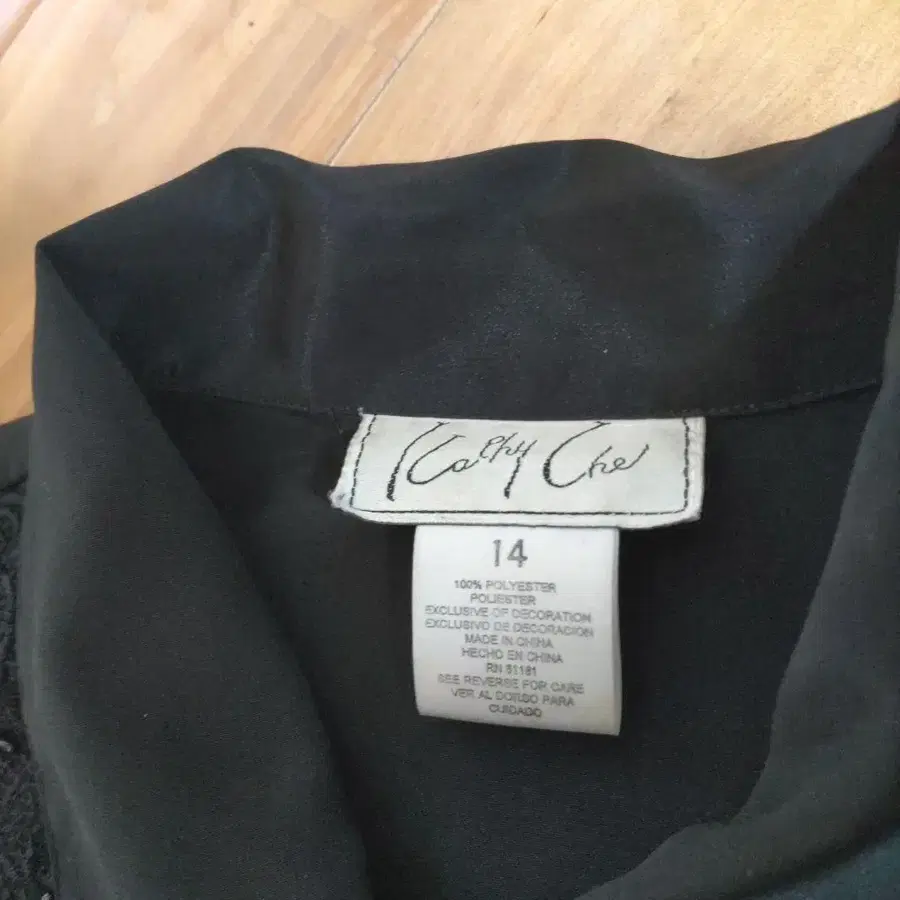 Kathy Che
14
100% POLYESTER
POLIESTER
EXCLUSIVE OF DECORATION
EXCLUSIVO DE DECORACION
MADE IN CHINA
HECHO EN CHINA
RN 81181
SEE REVERSE FOR CARE
VER AL DORSO PARA
CUIDADO